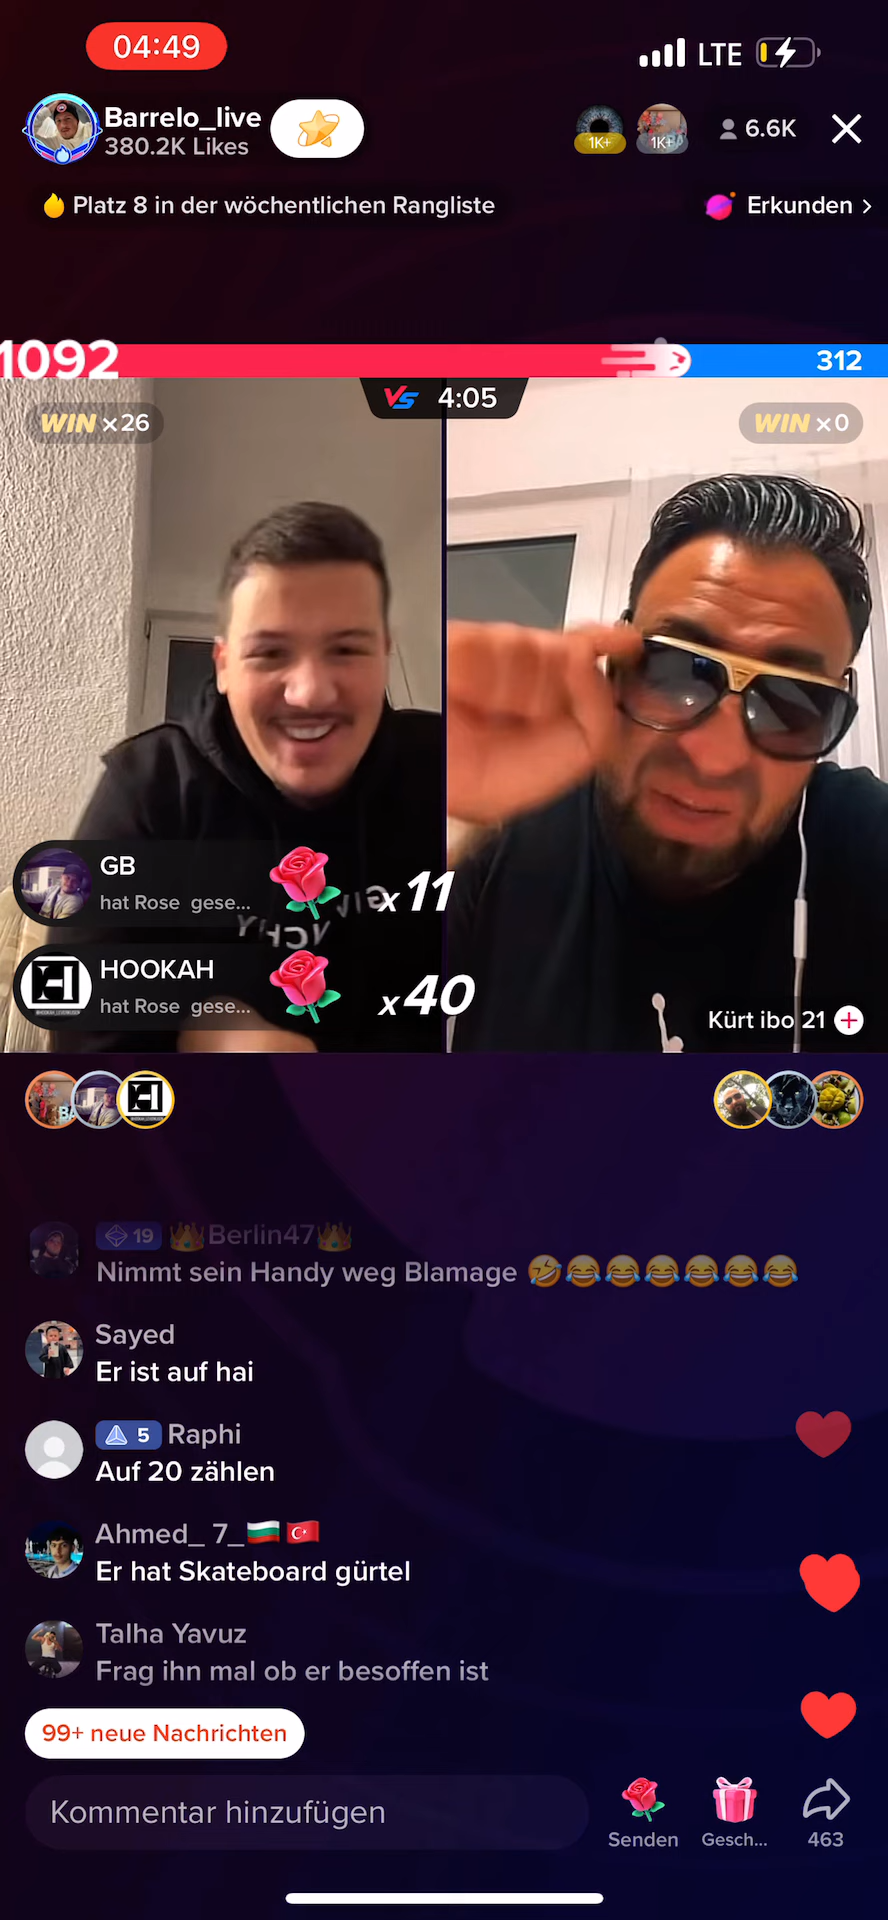 04:49
LTE
Barrelo_live
380.2K Likes
1K+
1K+
6.6K
Platz 8 in der wöchentlichen Rangliste
Erkunden
1092
312
VS 4:05
WIN x26
WIN x0
GB
hat Rose gese...
x11
HOOKAH
hat Rose gese...
x40
Kürt ibo 21
19 👑Berlin47👑
Nimmt sein Handy weg Blamage 🤣😂😂😂😂😂😂
Sayed
Er ist auf hai
5 Raphi
Auf 20 zählen
Ahmed_ 7_🇧🇬🇹🇷
Er hat Skateboard gürtel
Talha Yavuz
Frag ihn mal ob er besoffen ist
99+ neue Nachrichten
Kommentar hinzufügen
Senden
Gesch...
463